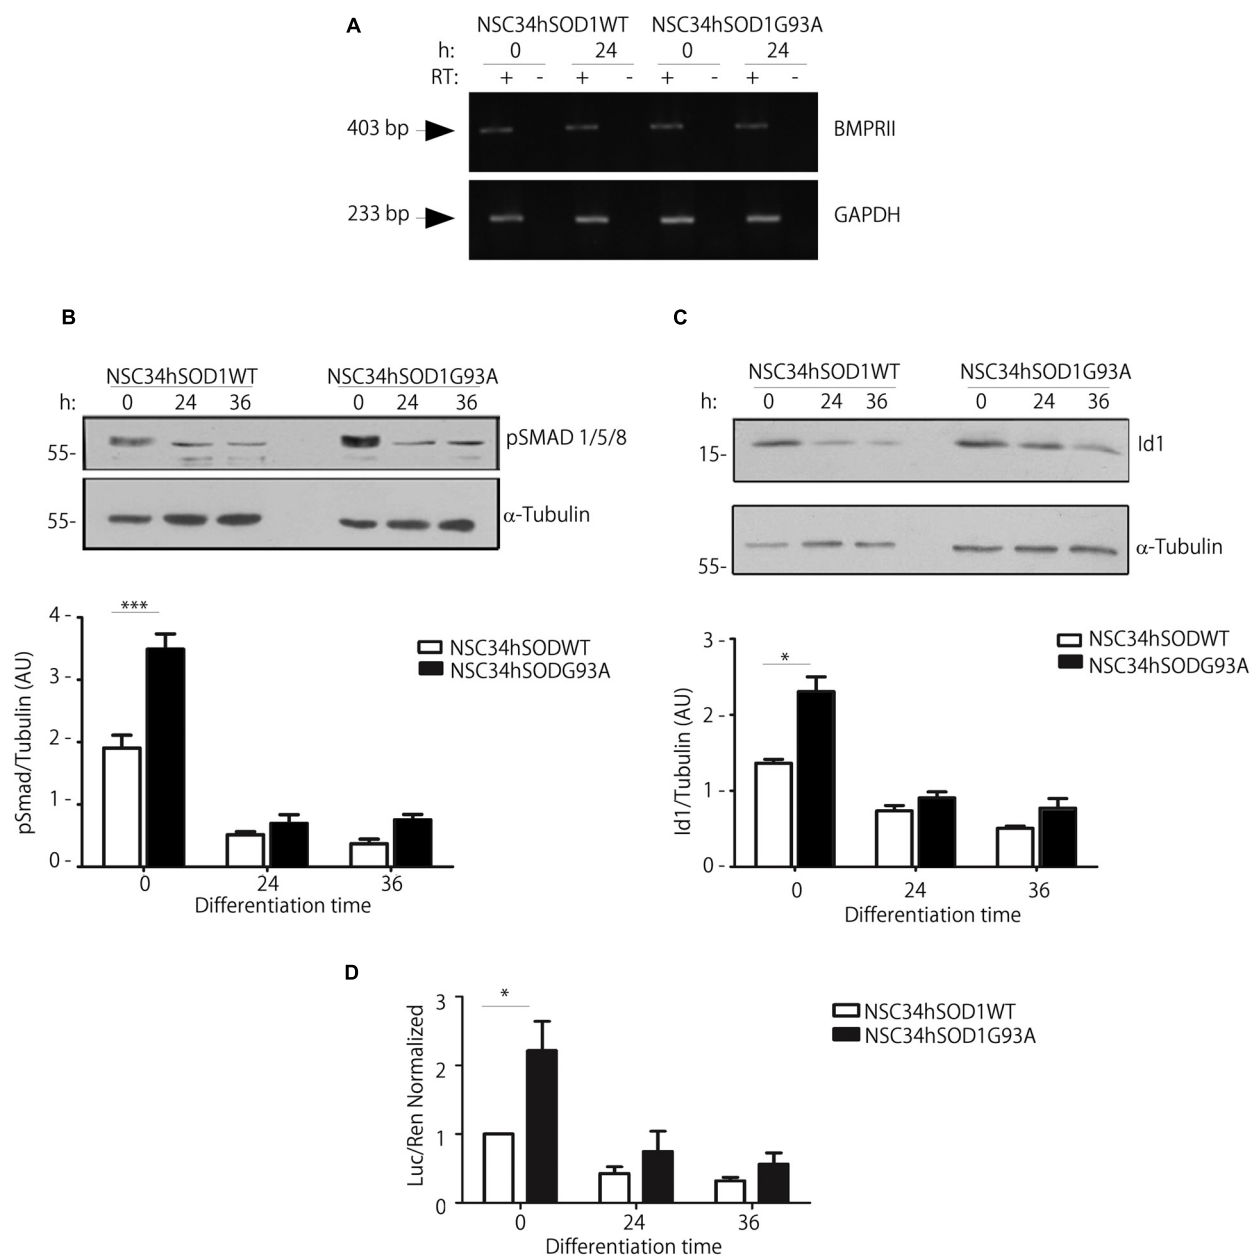 A
NSC34hSOD1WT NSC34hSOD1G93A
h: 0 24 0 24
RT: + - + - + - + -
403 bp BMPRII
233 bp GAPDH
B
NSC34hSOD1WT NSC34hSOD1G93A
h: 0 24 36 0 24 36
55- pSMAD 1/5/8
55- α-Tubulin
***
4
3
2
1
0
pSmad/Tubulin (AU)
NSC34hSODWT
NSC34hSODG93A
0 24 36
Differentiation time
C
NSC34hSOD1WT NSC34hSOD1G93A
h: 0 24 36 0 24 36
15- Id1
55- α-Tubulin
*
3
2
1
0
Id1/Tubulin (AU)
NSC34hSODWT
NSC34hSODG93A
0 24 36
Differentiation time
D
*
3
2
1
0
Luc/Ren Normalized
NSC34hSOD1WT
NSC34hSOD1G93A
0 24 36
Differentiation time